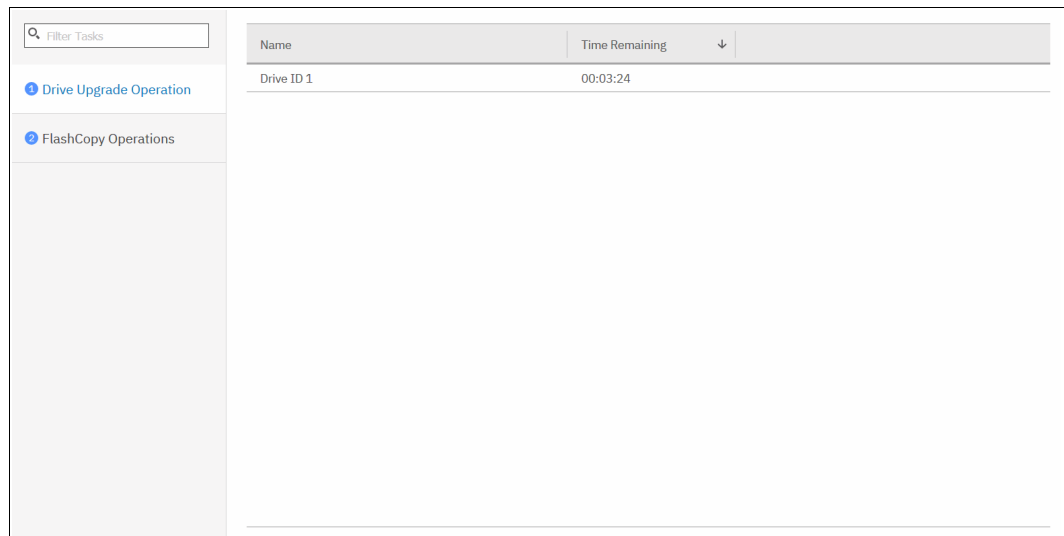 Filter Tasks
1 Drive Upgrade Operation
2 FlashCopy Operations
Name Time Remaining
Drive ID 1 00:03:24